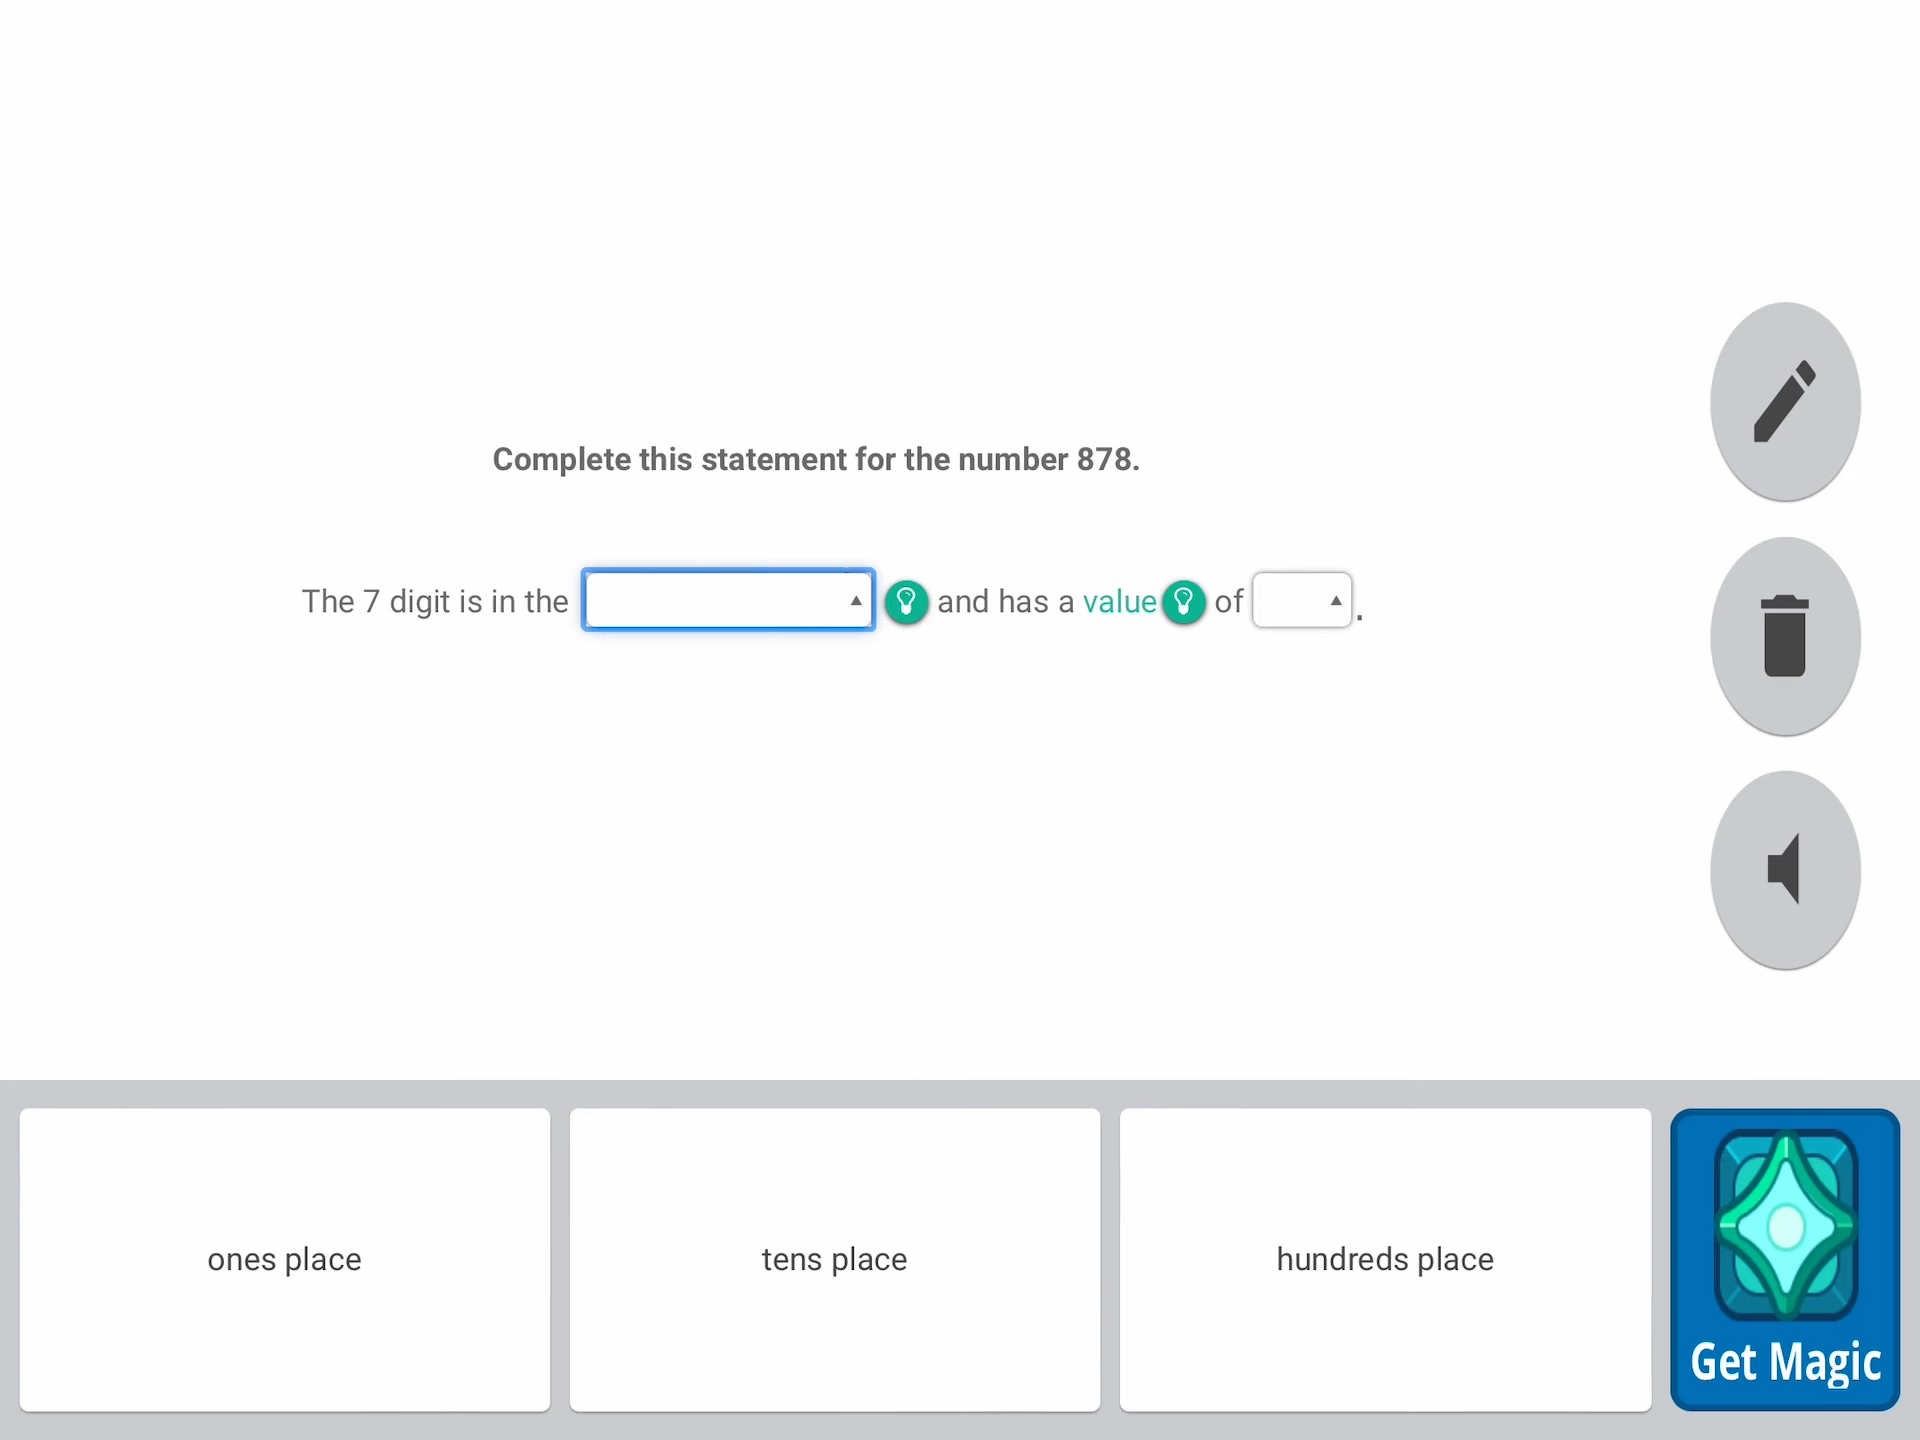 Complete this statement for the number 878.
The 7 digit is in the and has a value of .
ones place
tens place
hundreds place
Get Magic